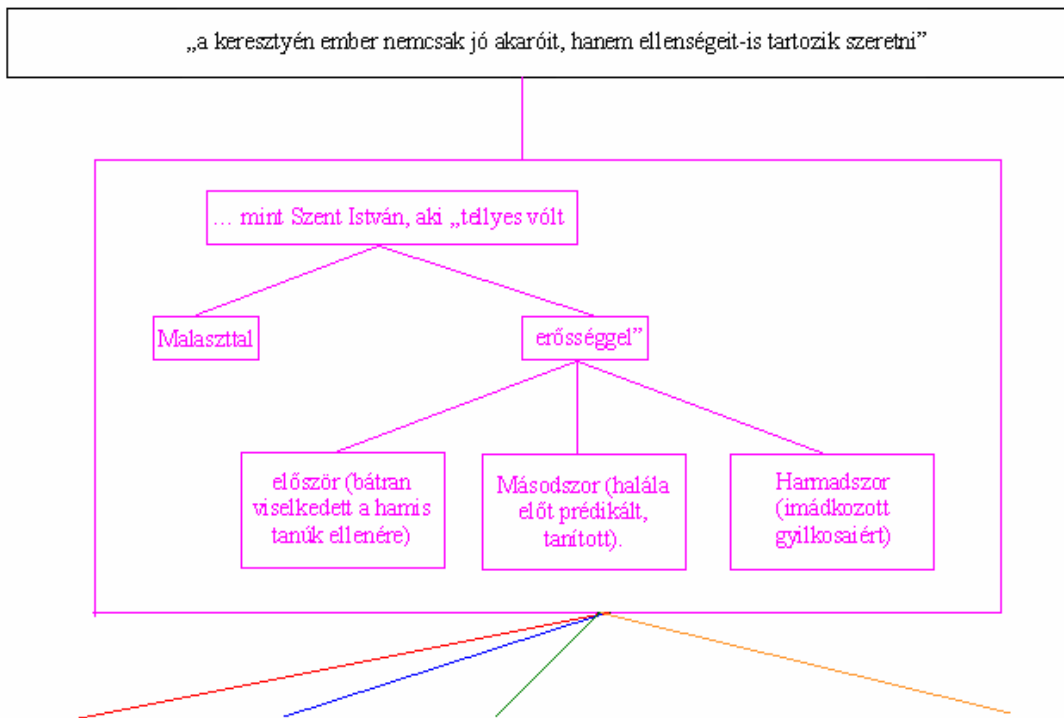 „a keresztyén ember nemcsak jó akaróit, hanem ellenségeit-is tartozik szeretni”
… mint Szent István, aki „tellyes vólt
Malaszttal
erősséggel”
először (bátran
viselkedett a hamis
tanúk ellenére)
Másodszor (halála
előt prédikált,
tanított).
Harmadszor
(imádkozott
gyilkosaiért)